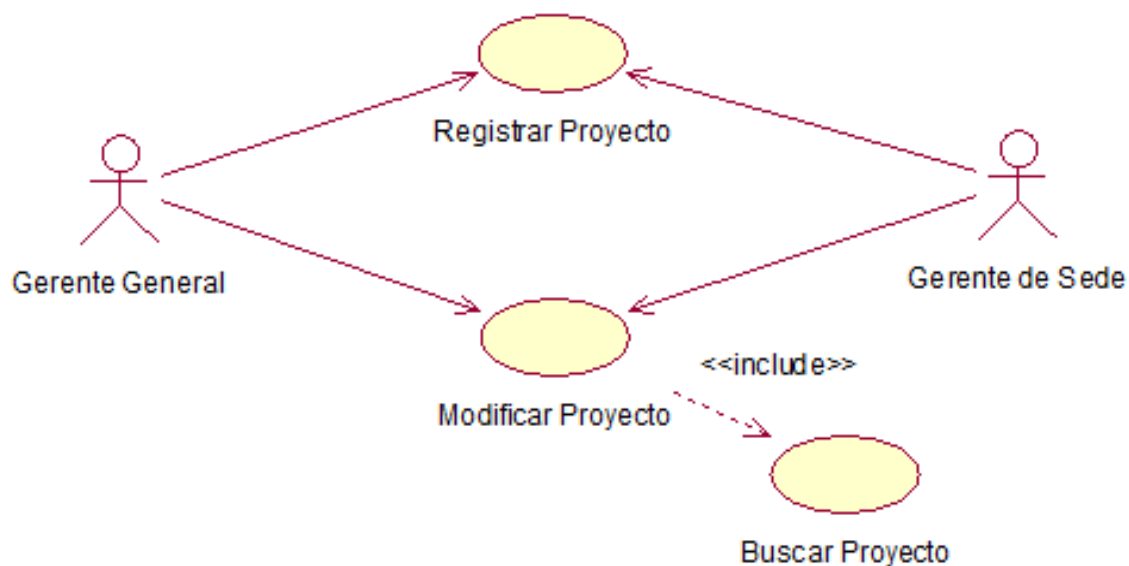 Registrar Proyecto
Gerente General
Gerente de Sede
<<include>>
Modificar Proyecto
Buscar Proyecto